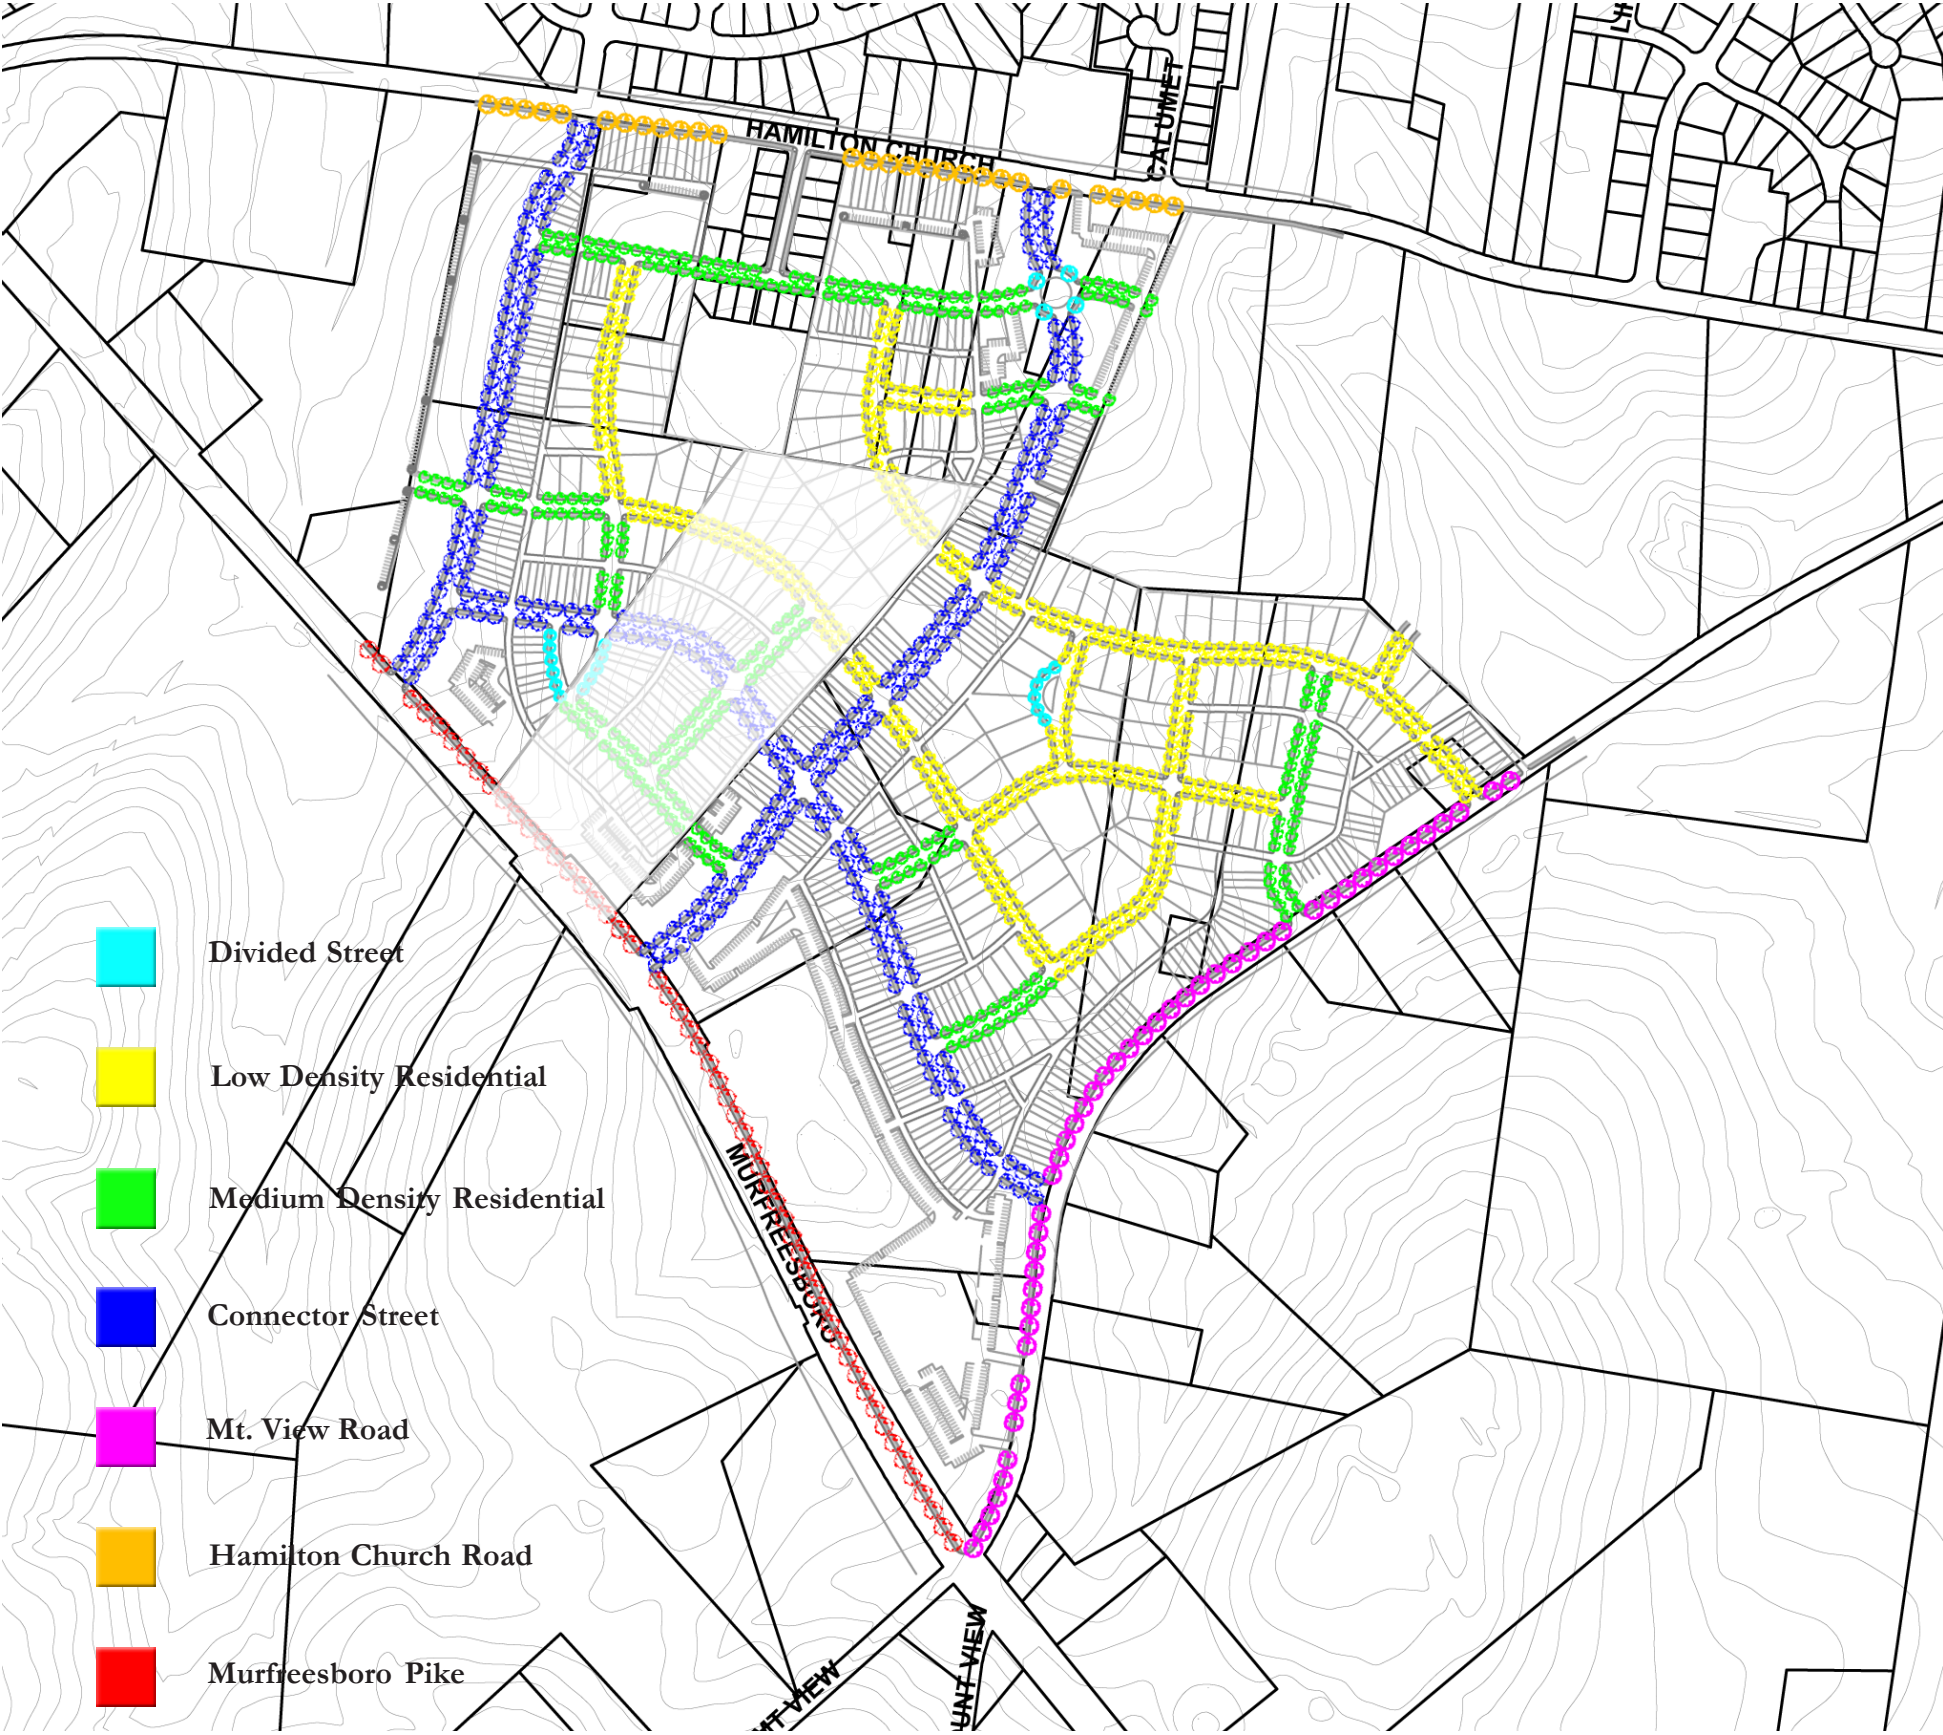 HAMILTON CHURCH
CALUMET
Divided Street
Low Density Residential
Medium Density Residential
Connector Street
Mt. View Road
Hamilton Church Road
Murfreesboro Pike
MURFREESBORO
MT VIEW
UNT VIEW